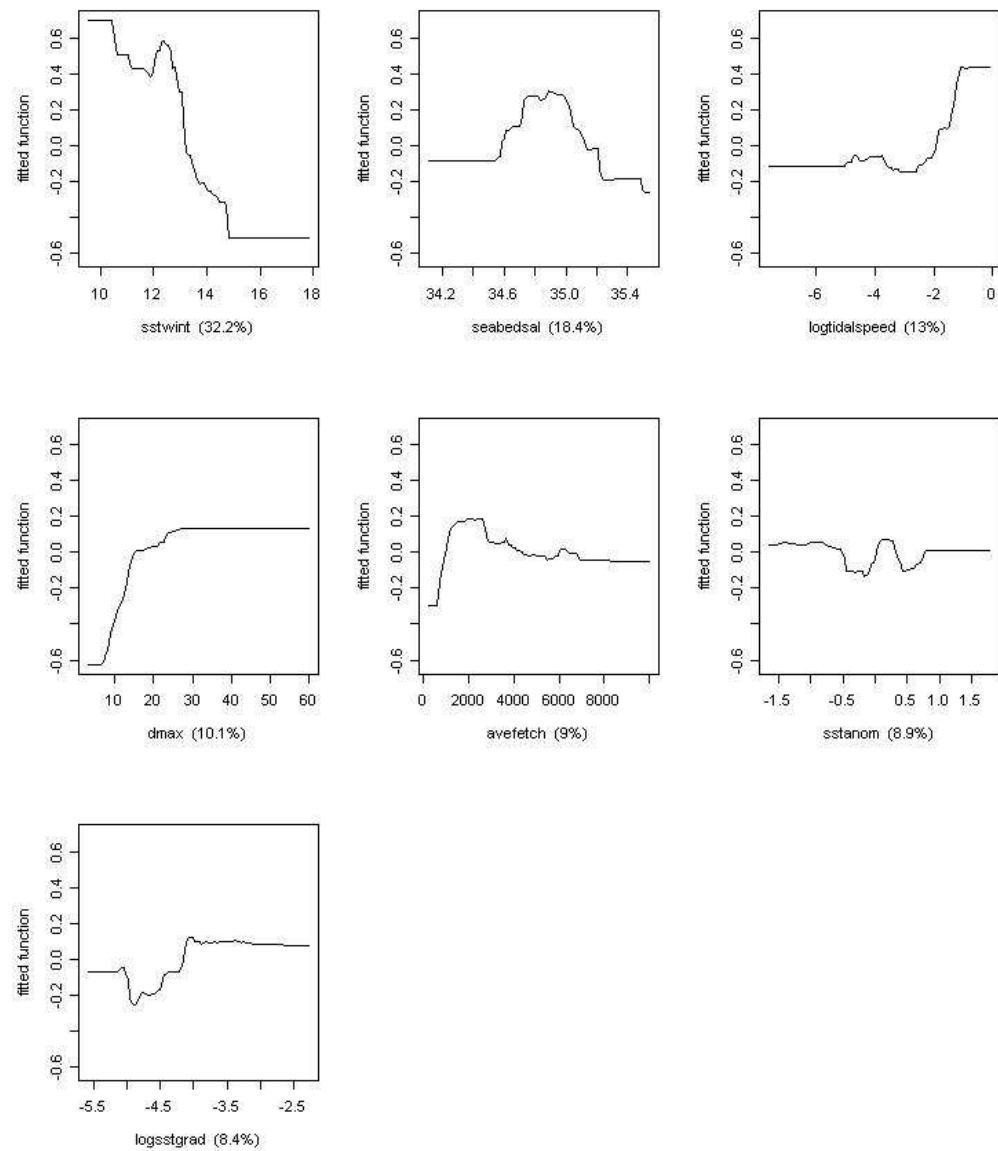 fitted function
-0.6 -0.2 0.0 0.2 0.4 0.6
10 12 14 16 18
sstwint (32.2%)
fitted function
-0.6 -0.2 0.0 0.2 0.4 0.6
34.2 34.6 35.0 35.4
seabedsal (18.4%)
fitted function
-0.6 -0.2 0.0 0.2 0.4 0.6
-6 -4 -2 0
logtidalspeed (13%)
fitted function
-0.6 -0.2 0.0 0.2 0.4 0.6
10 20 30 40 50 60
dmax (10.1%)
fitted function
-0.6 -0.2 0.0 0.2 0.4 0.6
0 2000 4000 6000 8000
avefetch (9%)
fitted function
-0.6 -0.2 0.0 0.2 0.4 0.6
-1.5 -0.5 0.5 1.0 1.5
sstanom (8.9%)
fitted function
-0.6 -0.2 0.0 0.2 0.4 0.6
-5.5 -4.5 -3.5 -2.5
logsstgrad (8.4%)